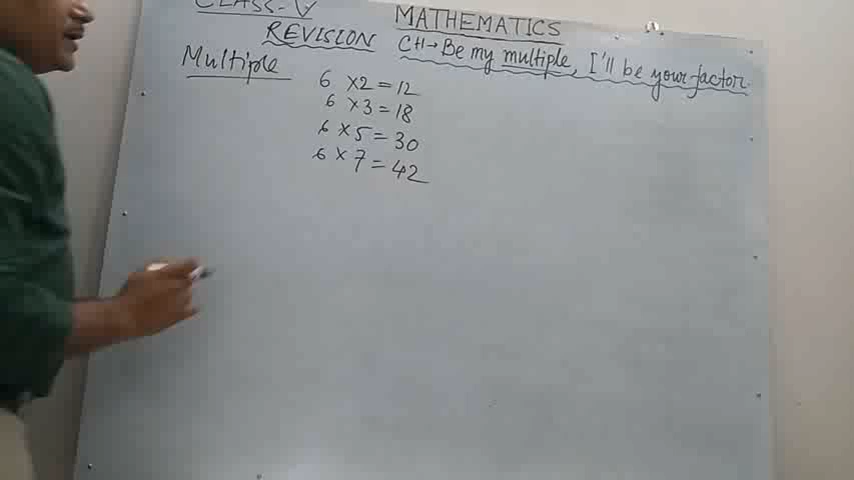 CLASS-V MATHEMATICS
REVISION CH→Be my multiple, I'll be your factor.
Multiple
6 ×2 = 12
6 ×3 = 18
6 ×5 = 30
6 × 7 = 42